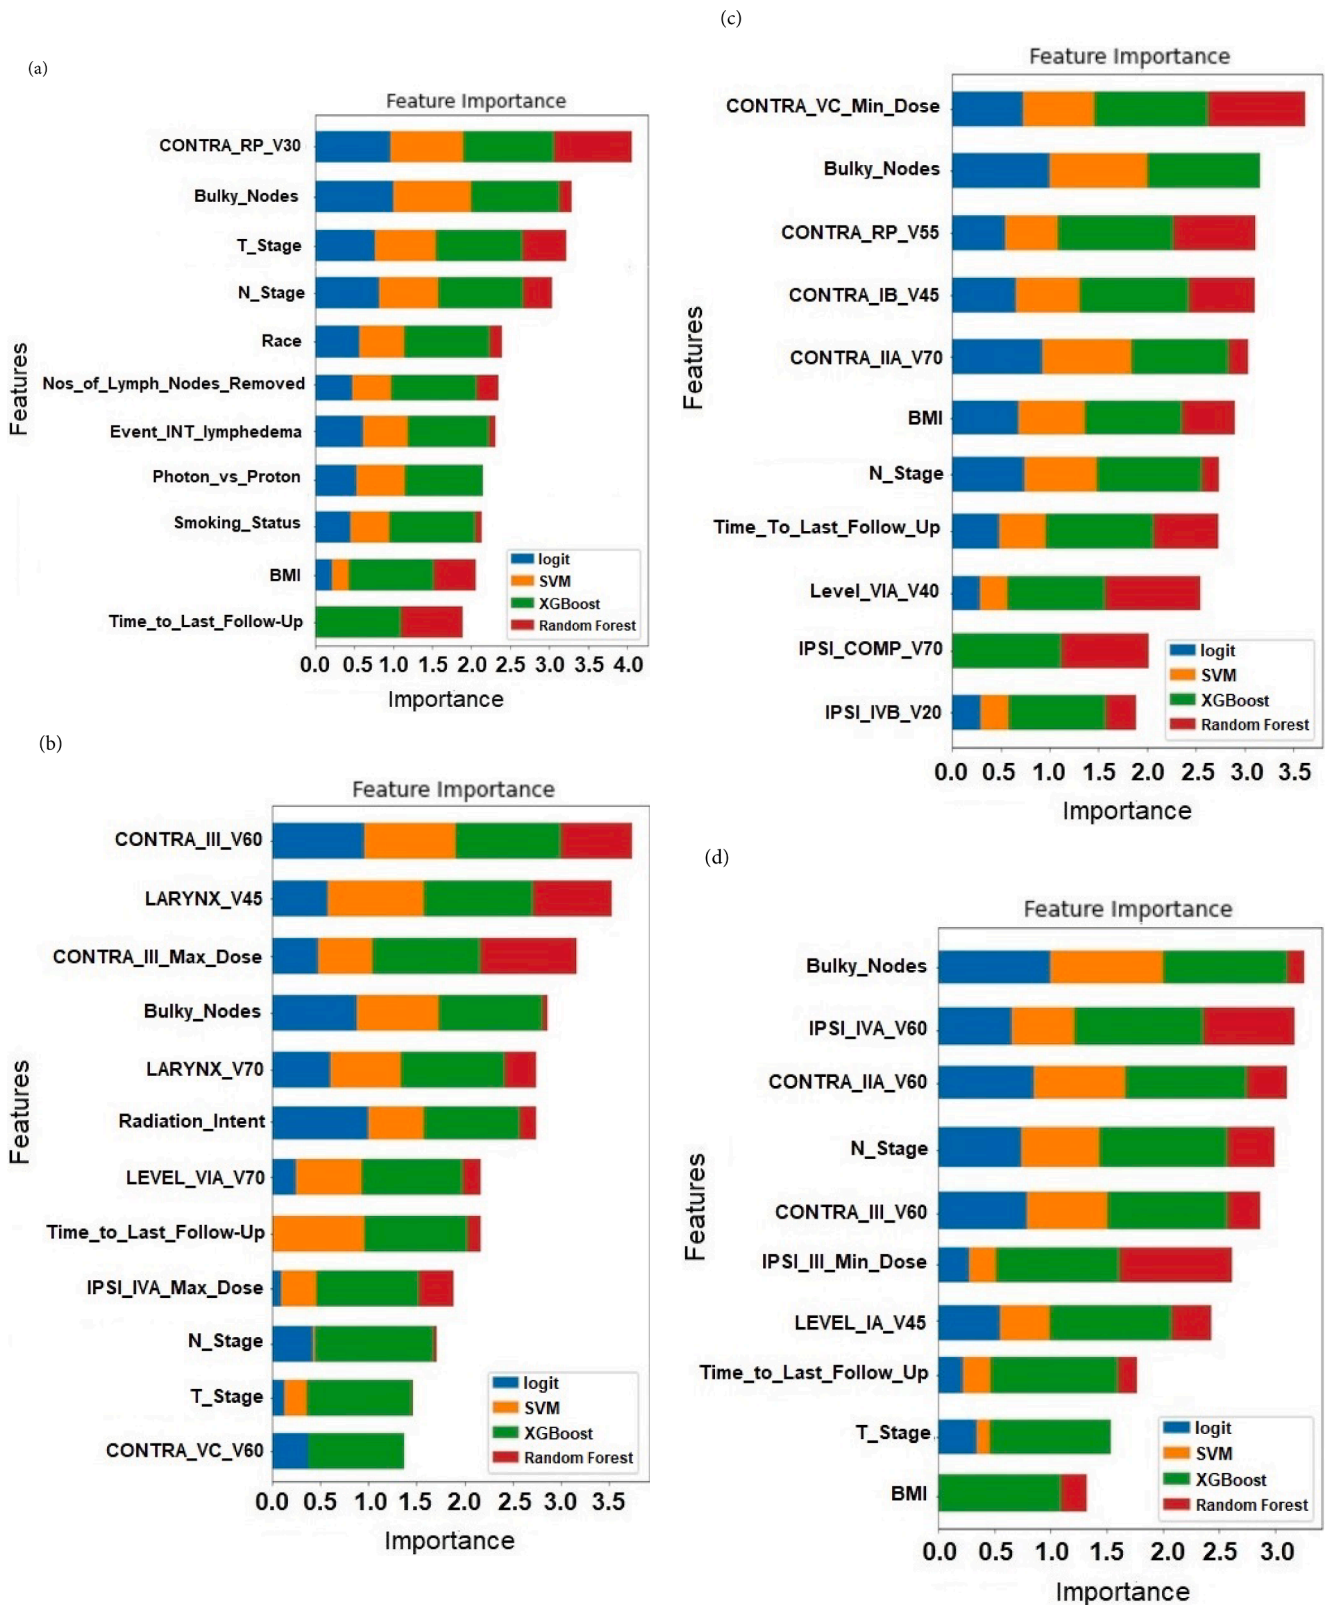 (a)
Feature Importance
CONTRA_RP_V30
Bulky_Nodes
T_Stage
N_Stage
Race
Nos_of_Lymph_Nodes_Removed
Event_INT_lymphedema
Photon_vs_Proton
Smoking_Status
BMI
Time_to_Last_Follow-Up
Features
logit
SVM
XGBoost
Random Forest
0.0 0.5 1.0 1.5 2.0 2.5 3.0 3.5 4.0
Importance
(b)
Feature Importance
CONTRA_III_V60
LARYNX_V45
CONTRA_III_Max_Dose
Bulky_Nodes
LARYNX_V70
Radiation_Intent
LEVEL_VIA_V70
Time_to_Last_Follow-Up
IPSI_IVA_Max_Dose
N_Stage
T_Stage
CONTRA_VC_V60
Features
logit
SVM
XGBoost
Random Forest
0.0 0.5 1.0 1.5 2.0 2.5 3.0 3.5
Importance
(c)
Feature Importance
CONTRA_VC_Min_Dose
Bulky_Nodes
CONTRA_RP_V55
CONTRA_IB_V45
CONTRA_IIA_V70
BMI
N_Stage
Time_To_Last_Follow_Up
Level_VIA_V40
IPSI_COMP_V70
IPSI_IVB_V20
Features
logit
SVM
XGBoost
Random Forest
0.0 0.5 1.0 1.5 2.0 2.5 3.0 3.5
Importance
(d)
Feature Importance
Bulky_Nodes
IPSI_IVA_V60
CONTRA_IIA_V60
N_Stage
CONTRA_III_V60
IPSI_III_Min_Dose
LEVEL_IA_V45
Time_to_Last_Follow_Up
T_Stage
BMI
Features
logit
SVM
XGBoost
Random Forest
0.0 0.5 1.0 1.5 2.0 2.5 3.0
Importance